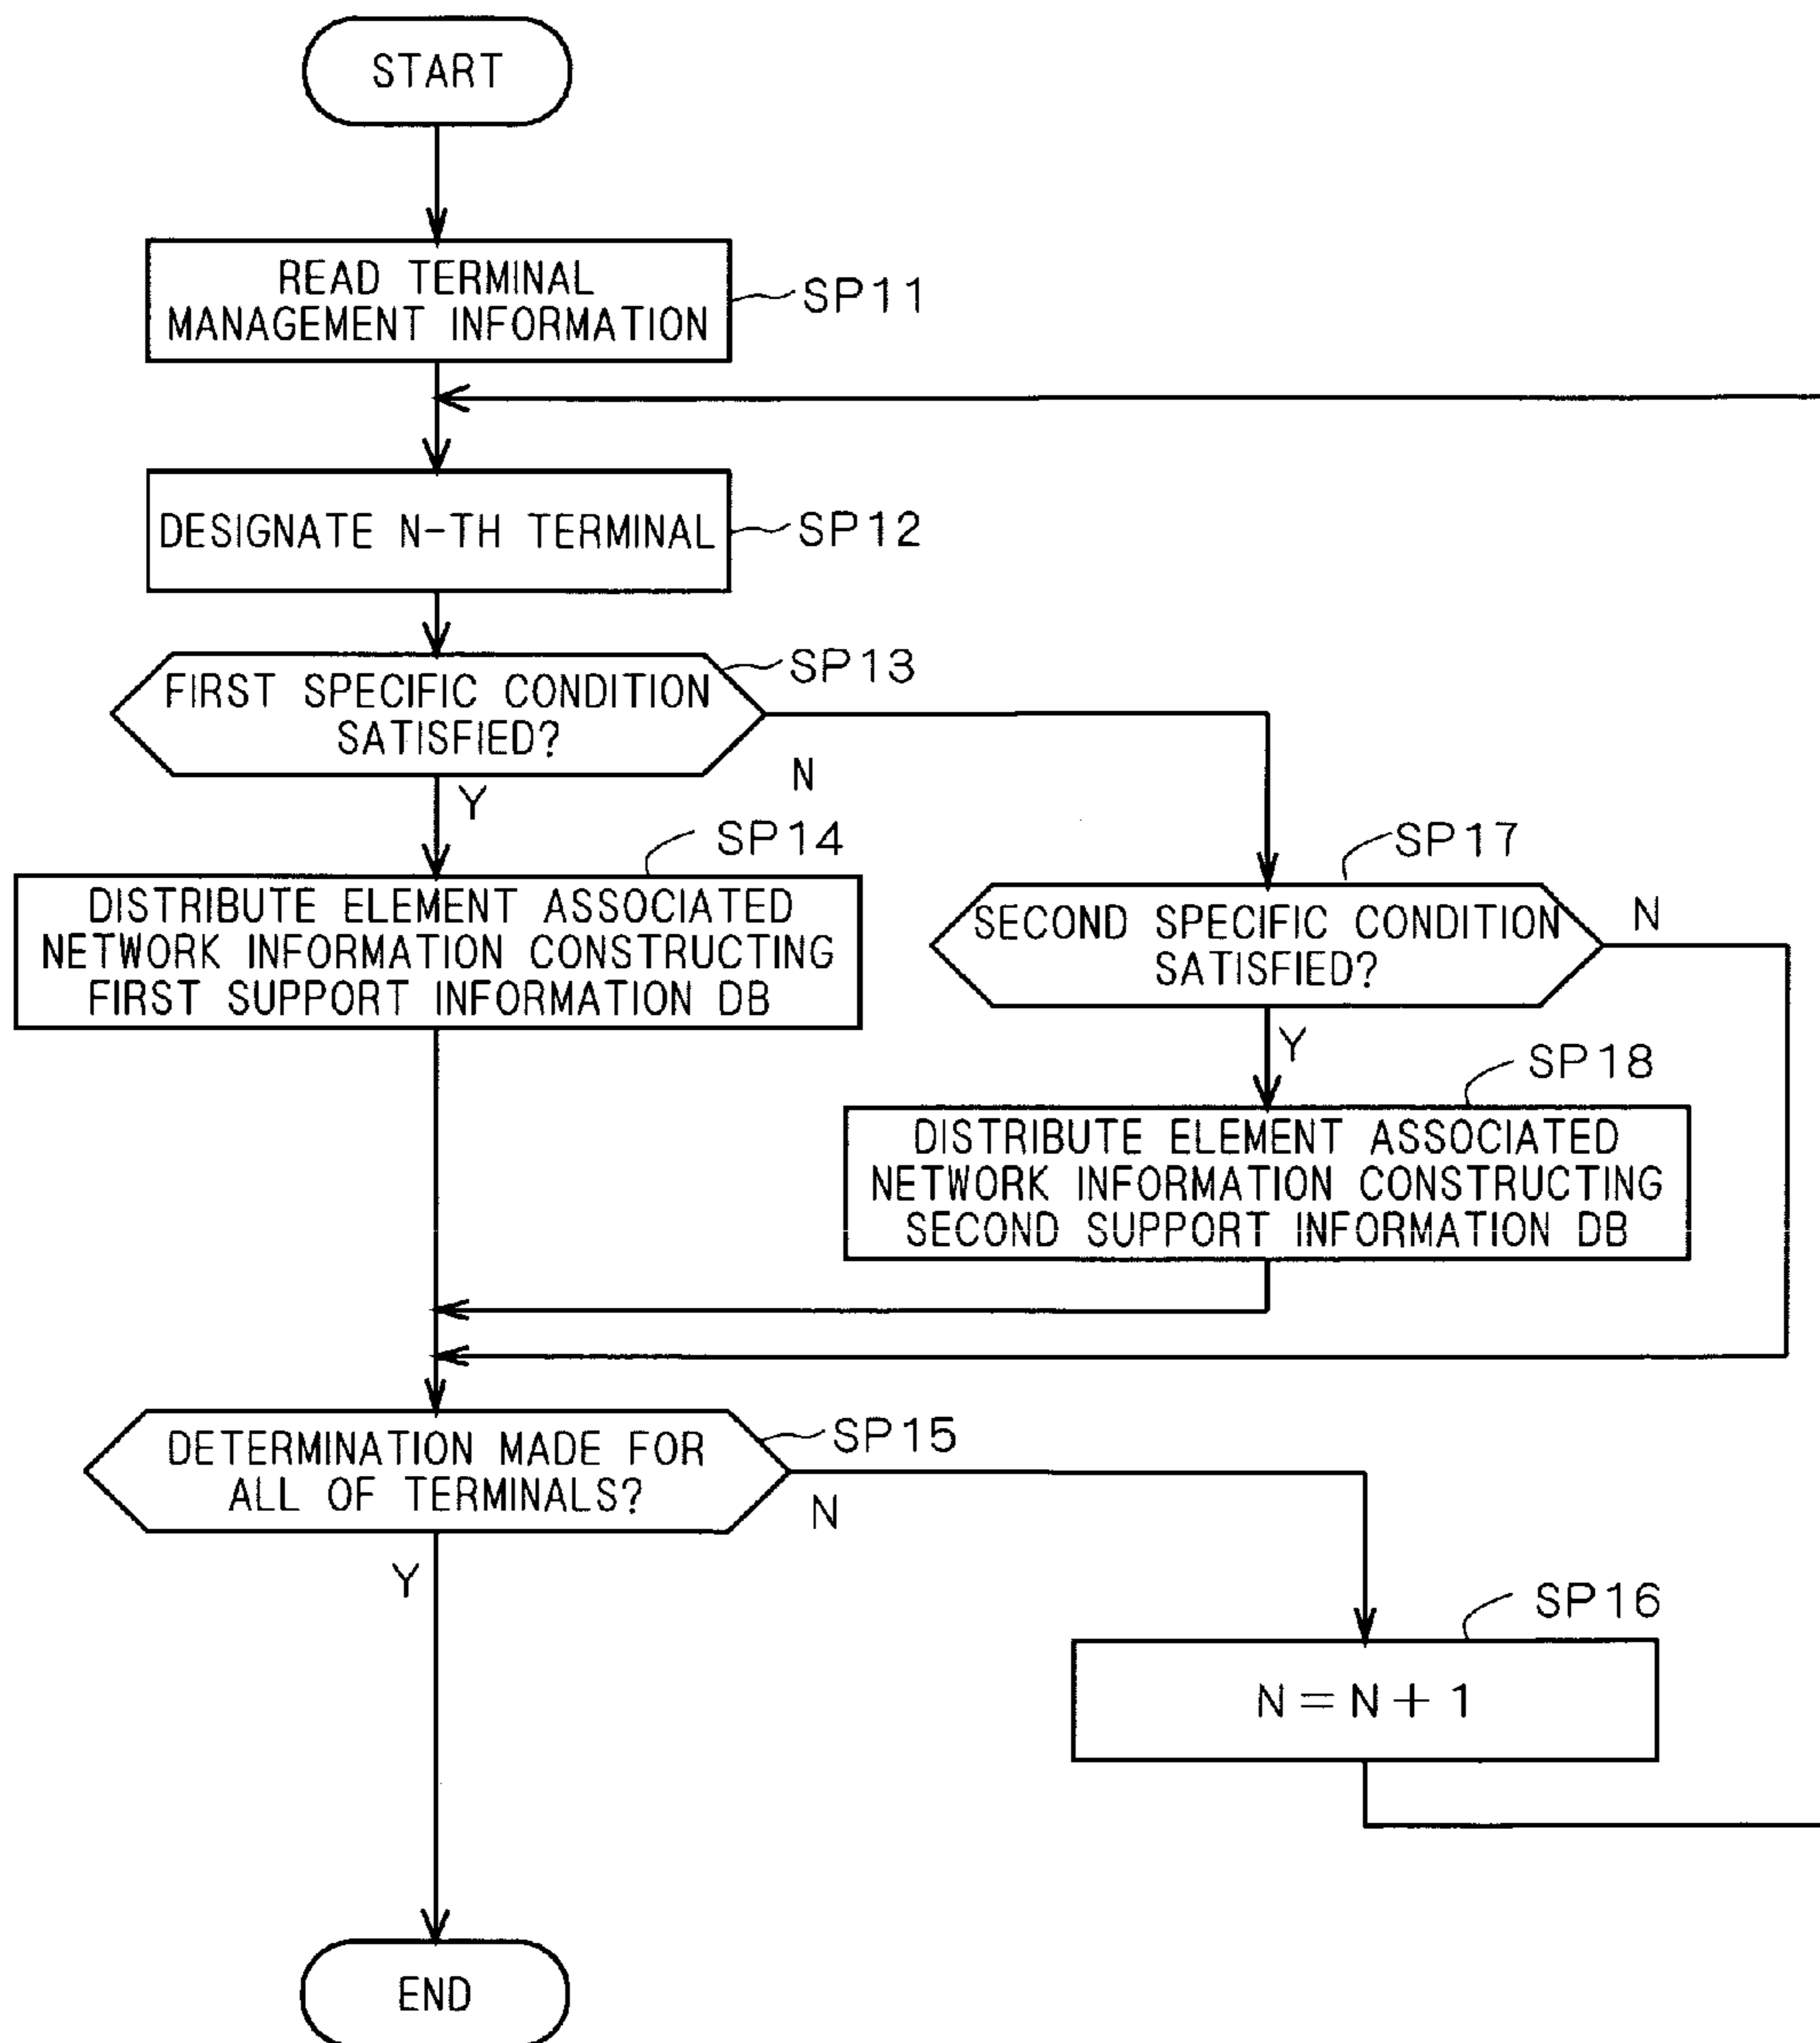 START
READ TERMINAL
MANAGEMENT INFORMATION
SP11
DESIGNATE N-TH TERMINAL
SP12
FIRST SPECIFIC CONDITION
SATISFIED?
SP13
N
Y
SP14
DISTRIBUTE ELEMENT ASSOCIATED
NETWORK INFORMATION CONSTRUCTING
FIRST SUPPORT INFORMATION DB
SP17
SECOND SPECIFIC CONDITION
SATISFIED?
N
Y
SP18
DISTRIBUTE ELEMENT ASSOCIATED
NETWORK INFORMATION CONSTRUCTING
SECOND SUPPORT INFORMATION DB
DETERMINATION MADE FOR
ALL OF TERMINALS?
SP15
N
Y
SP16
N=N+1
END